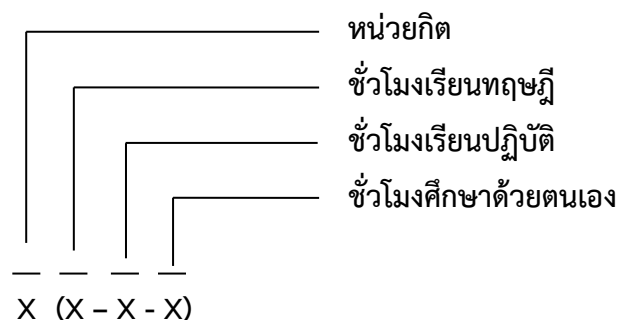 หน่วยกิต
ชั่วโมงเรียนทฤษฎี
ชั่วโมงเรียนปฏิบัติ
ชั่วโมงศึกษาด้วยตนเอง
X (X – X - X)